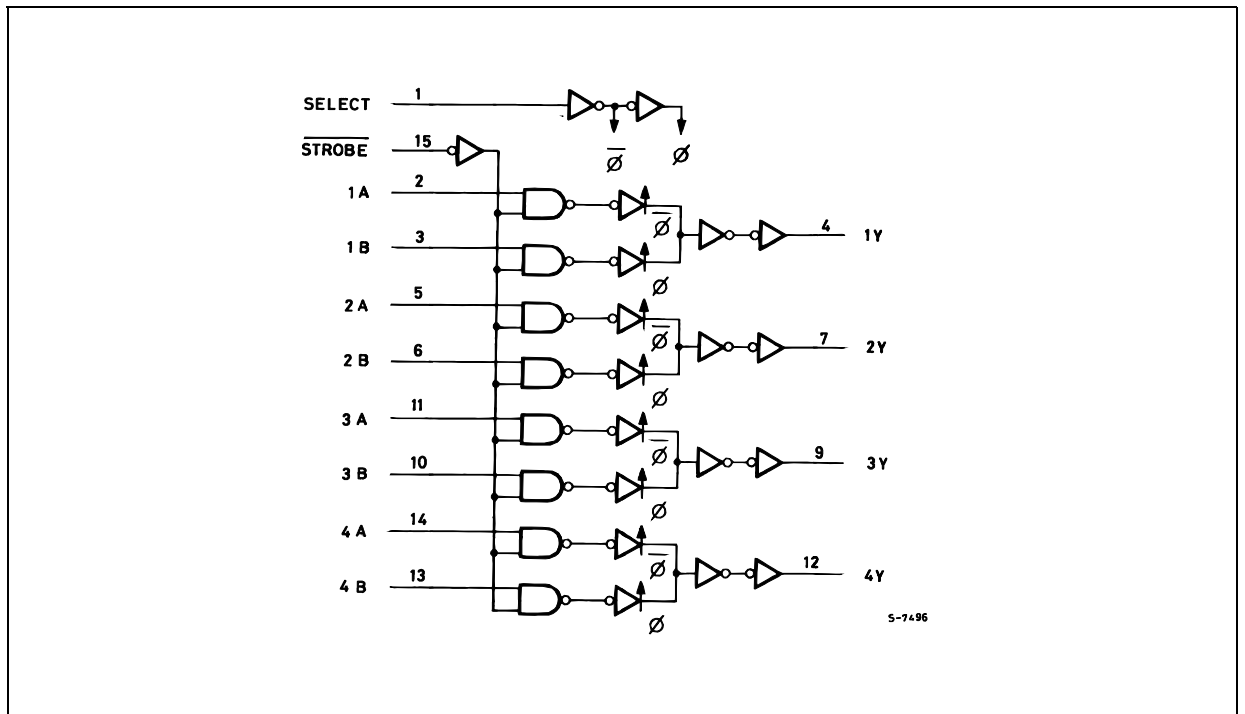 SELECT 1
S̅T̅R̅O̅B̅E̅ 15
∅̅ ∅
1A 2
∅̅
4 1Y
1B 3
∅
2A 5
∅̅
7 2Y
2B 6
∅
3A 11
∅̅
9 3Y
3B 10
∅
4A 14
∅̅
12 4Y
4B 13
∅
S-7496